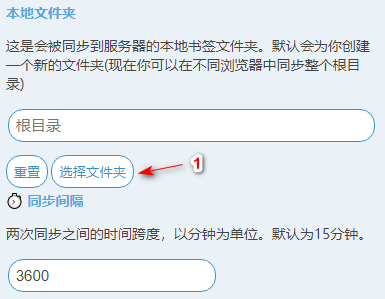 本地文件夹
这是会被同步到服务器的本地书签文件夹。默认会为你创建
一个新的文件夹(现在你可以在不同浏览器中同步整个根目
录)
根目录
重置 选择文件夹 1
同步间隔
两次同步之间的时间跨度，以分钟为单位。默认为15分钟。
3600